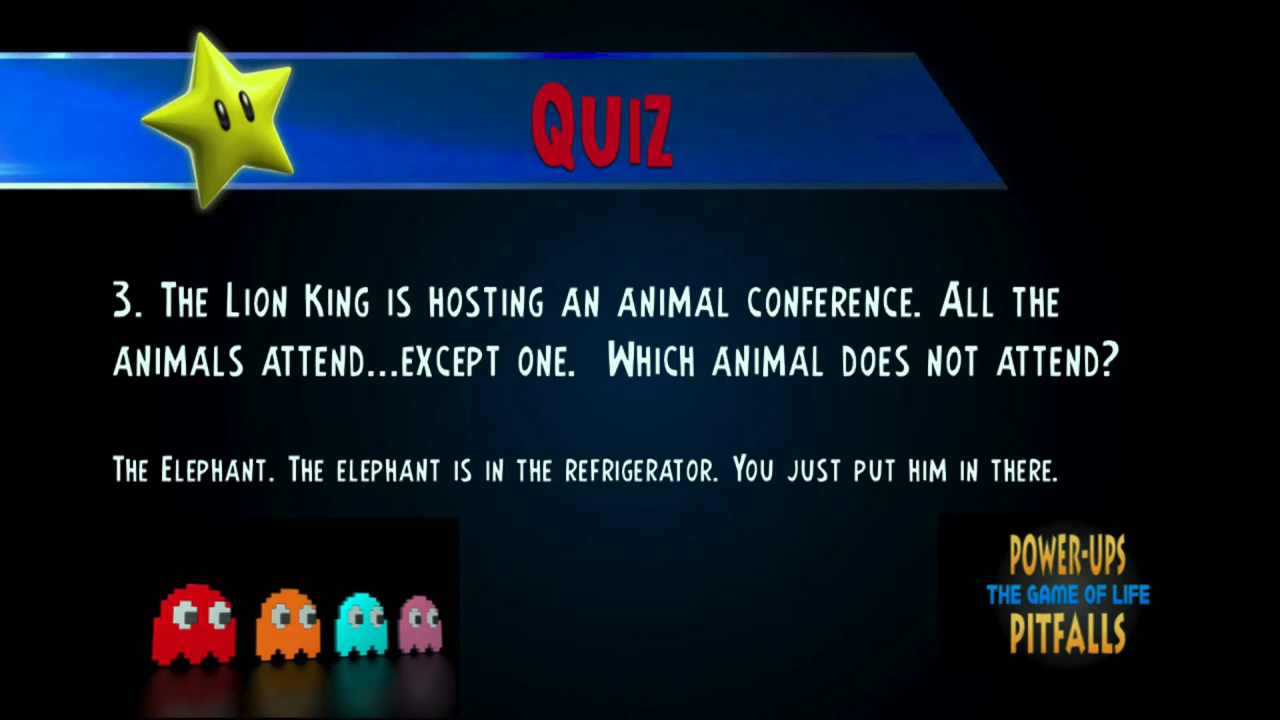 Quiz
3. The Lion King is hosting an animal conference. All the
animals attend...except one. Which animal does not attend?
The Elephant. The elephant is in the refrigerator. You just put him in there.
POWER-UPS
THE GAME OF LIFE
PITFALLS